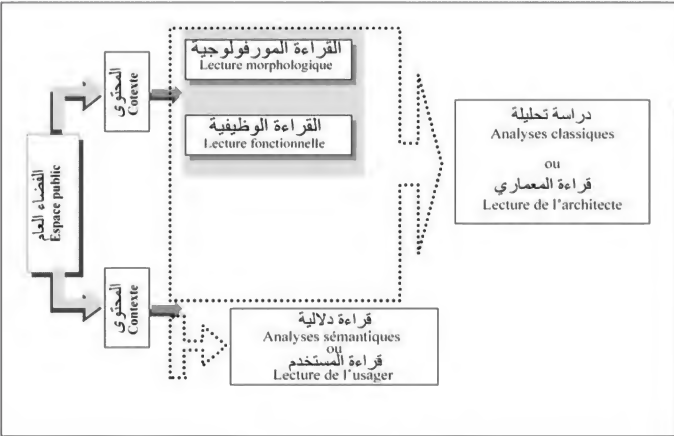 الفضاء العام
Espace public
المحتوى
Cotexte
المحتوى
Contexte
القراءة المورفولوجية
Lecture morphologique
القراءة الوظيفية
Lecture fonctionnelle
دراسة تحليلة
Analyses classiques
ou
قراءة المعماري
Lecture de l'architecte
قراءة دلالية
Analyses sémantiques
ou
قراءة المستخدم
Lecture de l'usager